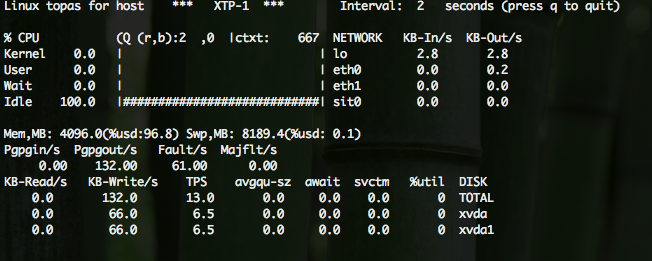 Linux topas for host    ***   XTP-1  ***        Interval:  2   seconds (press q to quit)
% CPU      (Q (r,b):2  ,0  |ctxt:    667  NETWORK   KB-In/s  KB-Out/s
Kernel    0.0   |                            | lo          2.8       2.8
User      0.0   |                            | eth0        0.0       0.2
Wait      0.0   |                            | eth1        0.0       0.0
Idle    100.0   |############################| sit0        0.0       0.0
Mem,MB: 4096.0(%usd:96.8) Swp,MB: 8189.4(%usd: 0.1)
Pgpgin/s  Pgpgout/s  Fault/s  Majflt/s
0.00     132.00     61.00      0.00
KB-Read/s   KB-Write/s    TPS    avgqu-sz  await  svctm   %util  DISK
0.0       132.0      13.0       0.0    0.0    0.0       0  TOTAL
0.0        66.0       6.5       0.0    0.0    0.0       0  xvda
0.0        66.0       6.5       0.0    0.0    0.0       0  xvda1